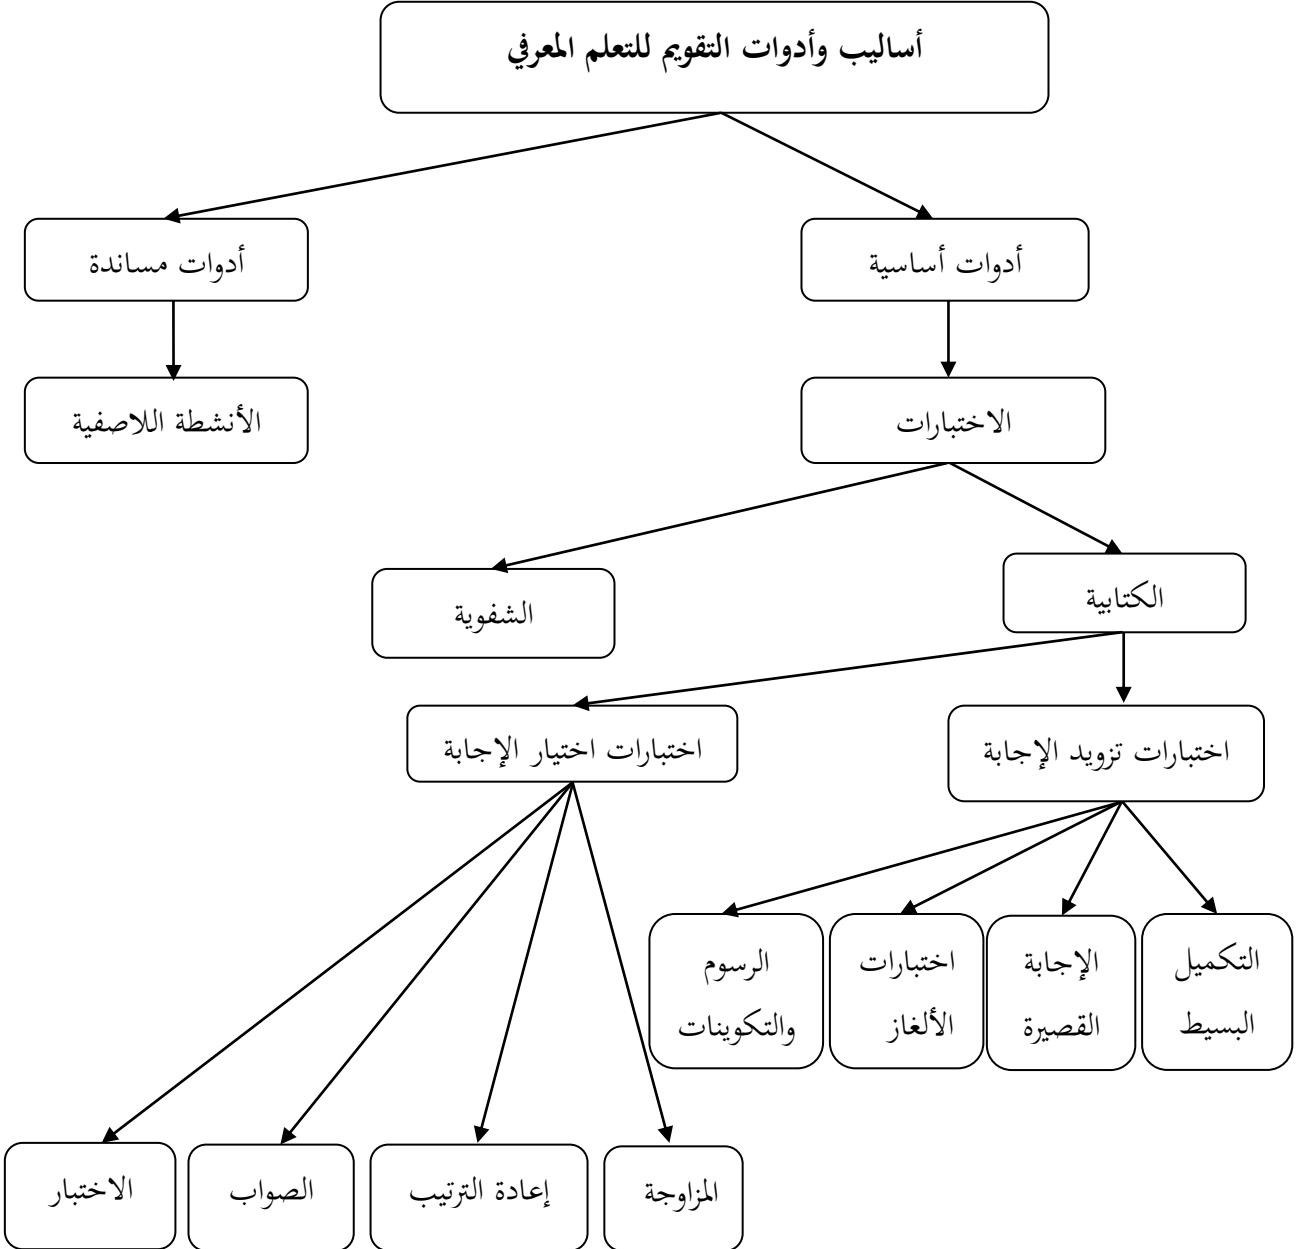 أساليب وأدوات التقويم للتعلم المعرفي
أدوات أساسية
أدوات مساندة
الاختبارات
الأنشطة اللاصفية
الكتابية
الشفوية
اختبارات تزويد الإجابة
اختبارات اختيار الإجابة
التكميل
البسيط
الإجابة
القصيرة
اختبارات
الألغاز
الرسوم
والتكوينات
المزاوجة
إعادة الترتيب
الصواب
الاختبار